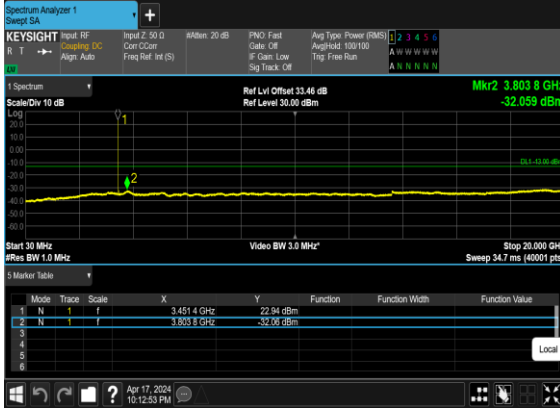 Spectrum Analyzer 1
Swept SA
+
KEYSIGHT Input: RF Input Z: 50 Ω #Atten: 20 dB PNO: Fast Avg Type: Power (RMS) 1 2 3 4 5 6
R T Coupling: DC Corr CCorr Gate: Off Avg|Hold: 100/100 A W W W W W
Align: Auto Freq Ref: Int (S) IF Gain: Low Trig: Free Run
Sig Track: Off A N N N N N
1 Spectrum
Ref Lvl Offset 33.46 dB Mkr2 3.803 8 GHz
Scale/Div 10 dB Ref Level 30.00 dBm -32.059 dBm
Log
1
20.0
10.0
0.00
-10.0 DL1 -13.00 dBm
-20.0
2
-30.0
-40.0
-50.0
-60.0
Start 30 MHz Video BW 3.0 MHz* Stop 20.000 GH
#Res BW 1.0 MHz Sweep 34.7 ms (40001 pts
5 Marker Table
Mode Trace Scale X Y Function Function Width Function Value
1 N 1 f 3.451 4 GHz 22.94 dBm
2 N 1 f 3.803 8 GHz -32.06 dBm
3
4
5
6
Local
? Apr 17, 2024
10:12:53 PM